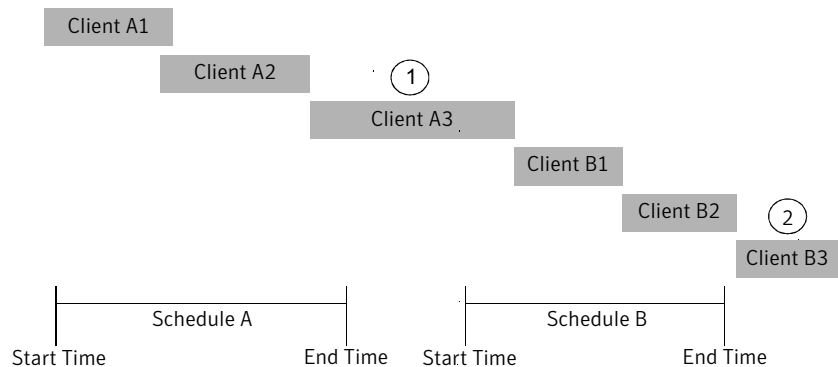 Client A1
Client A2
1
Client A3
Client B1
Client B2
2
Client B3
Schedule A
Schedule B
Start Time
End Time
Start Time
End Time